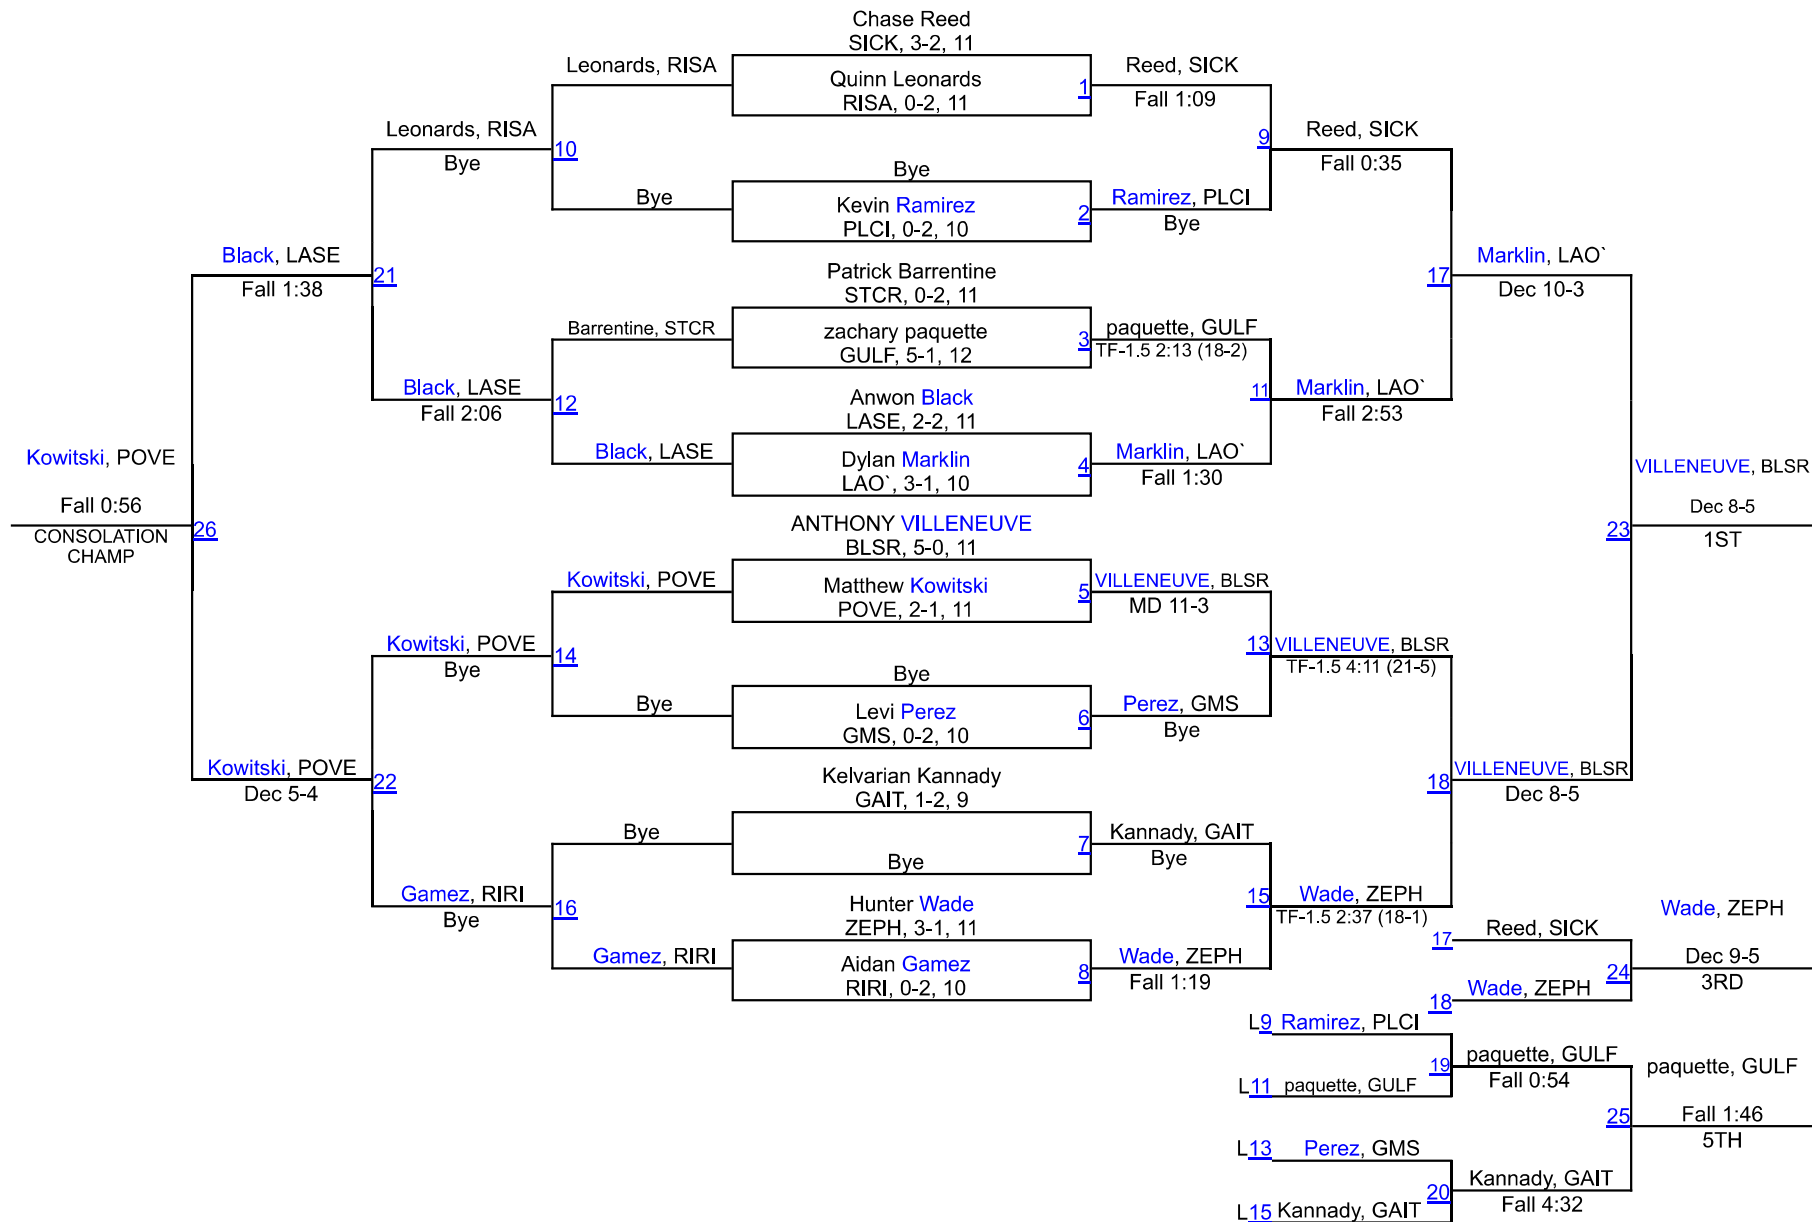 Chase Reed
SICK, 3-2, 11
Leonards, RISA
Quinn Leonards
RISA, 0-2, 11
1
Reed, SICK
Fall 1:09
Leonards, RISA
Bye
10
9
Reed, SICK
Fall 0:35
Bye
Bye
Kevin Ramirez
PLCI, 0-2, 10
2
Ramirez, PLCI
Bye
Black, LASE
Fall 1:38
21
Patrick Barrentine
STCR, 0-2, 11
17
Marklin, LAO`
Dec 10-3
Barrentine, STCR
zachary paquette
GULF, 5-1, 12
3
paquette, GULF
TF-1.5 2:13 (18-2)
Black, LASE
Fall 2:06
12
Anwon Black
LASE, 2-2, 11
11
Marklin, LAO`
Fall 2:53
Black, LASE
Dylan Marklin
LAO`, 3-1, 10
4
Marklin, LAO`
Fall 1:30
Kowitski, POVE
Fall 0:56
CONSOLATION
CHAMP
26
VILLENEUVE, BLSR
Dec 8-5
1ST
23
ANTHONY VILLENEUVE
BLSR, 5-0, 11
Kowitski, POVE
Matthew Kowitski
POVE, 2-1, 11
5
VILLENEUVE, BLSR
MD 11-3
Kowitski, POVE
Bye
14
13
VILLENEUVE, BLSR
TF-1.5 4:11 (21-5)
Bye
Bye
Levi Perez
GMS, 0-2, 10
6
Perez, GMS
Bye
Kowitski, POVE
Dec 5-4
22
Kelvarian Kannady
GAIT, 1-2, 9
18
VILLENEUVE, BLSR
Dec 8-5
Bye
Bye
7
Kannady, GAIT
Bye
Gamez, RIRI
Bye
16
Hunter Wade
ZEPH, 3-1, 11
15
Wade, ZEPH
TF-1.5 2:37 (18-1)
Gamez, RIRI
Aidan Gamez
RIRI, 0-2, 10
8
Wade, ZEPH
Fall 1:19
17
Reed, SICK
18
Wade, ZEPH
24
Wade, ZEPH
Dec 9-5
3RD
L9 Ramirez, PLCI
L11 paquette, GULF
19
paquette, GULF
Fall 0:54
paquette, GULF
Fall 1:46
5TH
25
L13 Perez, GMS
L15 Kannady, GAIT
20
Kannady, GAIT
Fall 4:32